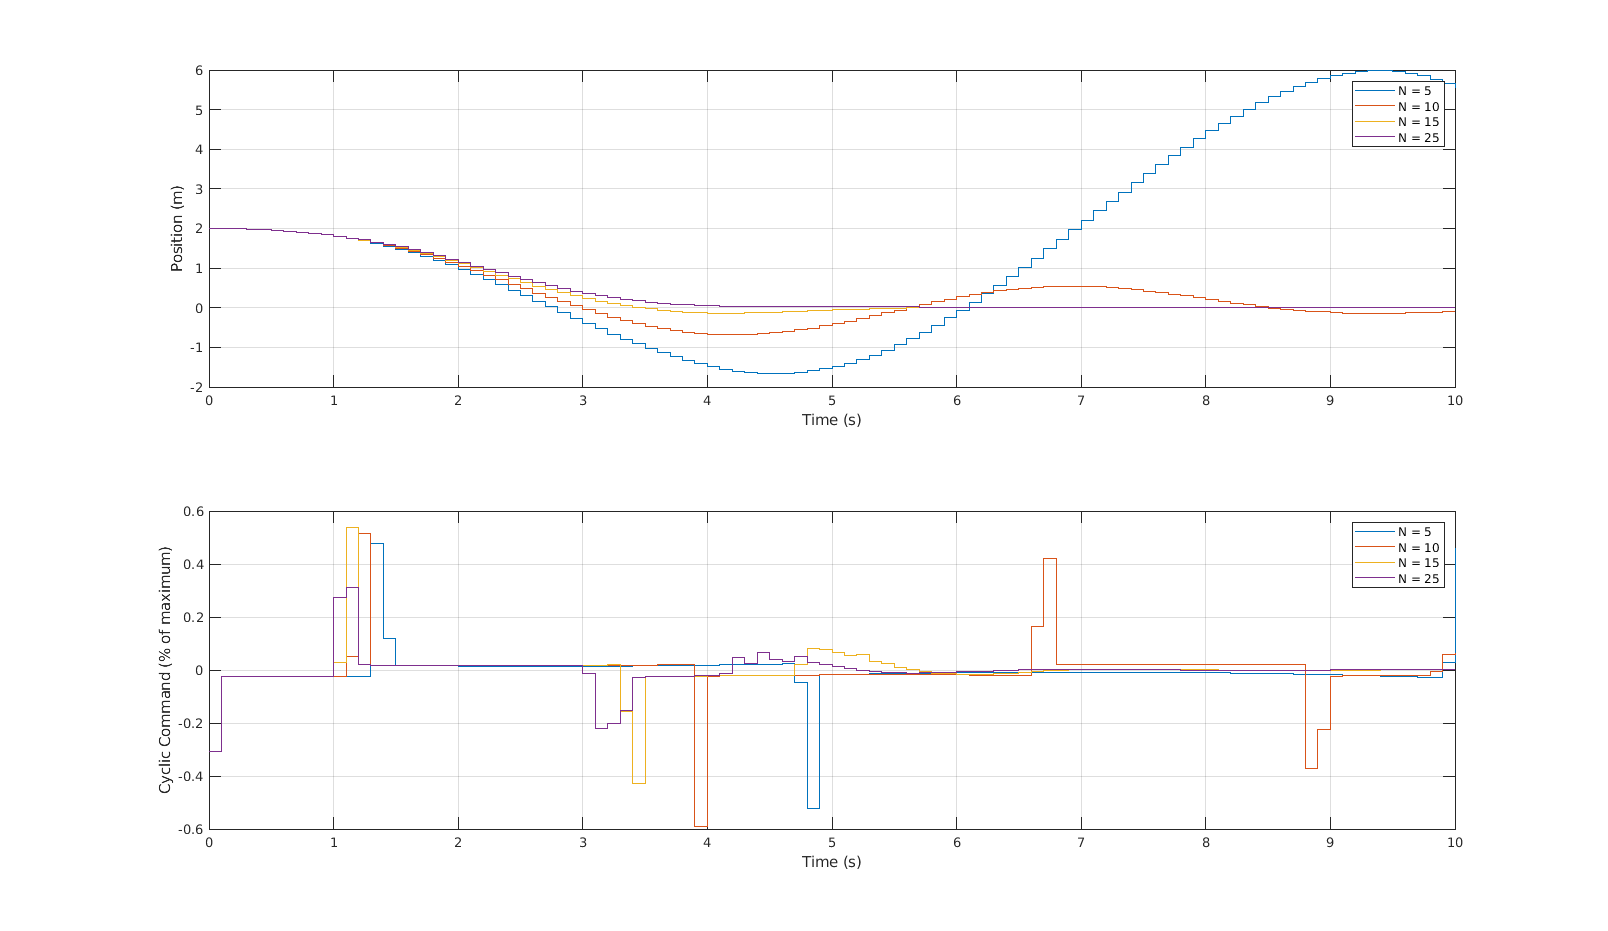 6
5
4
3
2
1
0
-1
-2
Position (m)
0 1 2 3 4 5 6 7 8 9 10
Time (s)
N = 5
N = 10
N = 15
N = 25
0.6
0.4
0.2
0
-0.2
-0.4
-0.6
Cyclic Command (% of maximum)
0 1 2 3 4 5 6 7 8 9 10
Time (s)
N = 5
N = 10
N = 15
N = 25